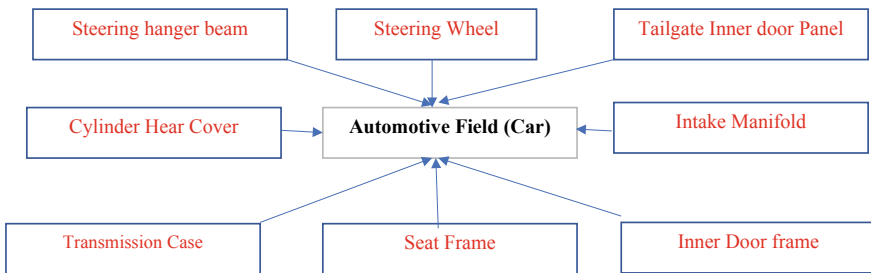 Steering hanger beam
Steering Wheel
Tailgate Inner door Panel
Cylinder Hear Cover
Automotive Field (Car)
Intake Manifold
Transmission Case
Seat Frame
Inner Door frame